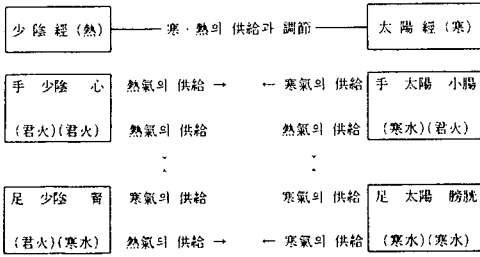 少陰經(熱) ── 寒·熱의 供給과 調節 ── 太陽經(寒)
手 少陰 心 熱氣의 供給 → ← 寒氣의 供給 手 太陽 小腸
(君火)(君火) 熱氣의 供給 熱氣의 供給 (寒水)(君火)
足 少陰 腎 寒氣의 供給 寒氣의 供給 足 太陽 膀胱
(君火)(寒水) 熱氣의 供給 → ← 寒氣의 供給 (寒水)(寒水)